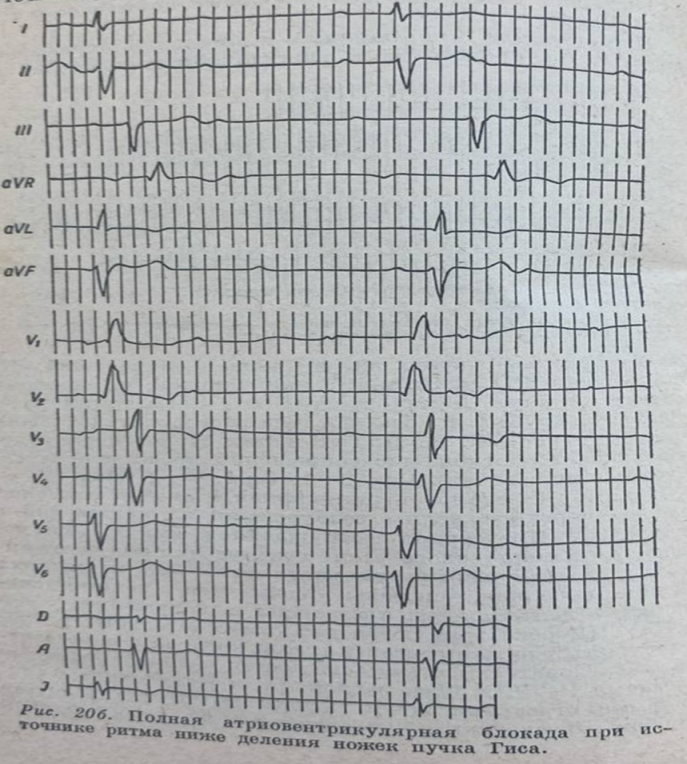 I
II
III
aVR
aVL
aVF
V₁
V₂
V₃
V₄
V₅
V₆
D
A
J
Рис. 206. Полная атриовентрикулярная блокада при ис-
точнике ритма ниже деления ножек пучка Гиса.